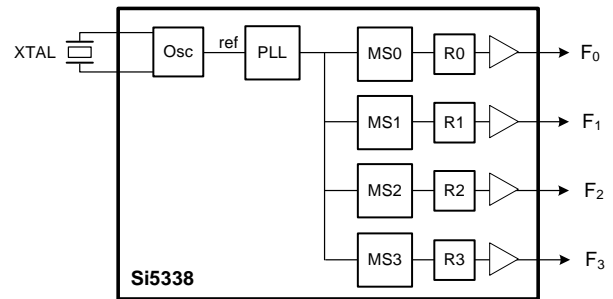 XTAL
Osc
ref
PLL
MS0
R0
F0
MS1
R1
F1
MS2
R2
F2
MS3
R3
F3
Si5338